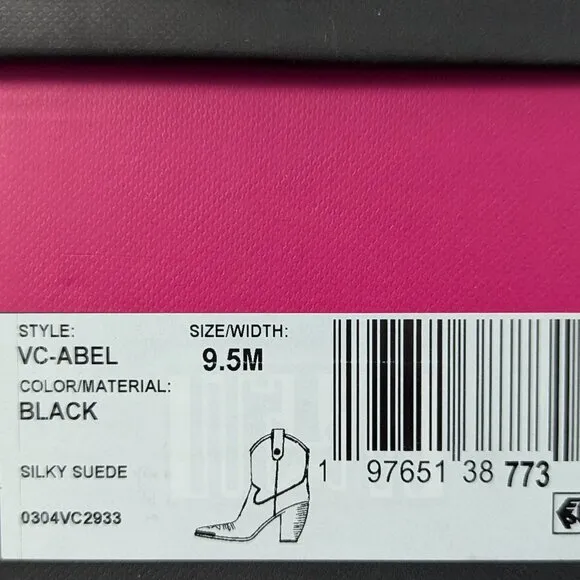 STYLE: SIZE/WIDTH:
VC-ABEL 9.5M
COLOR/MATERIAL:
BLACK
SILKY SUEDE 1 97651 38 773
0304VC2933